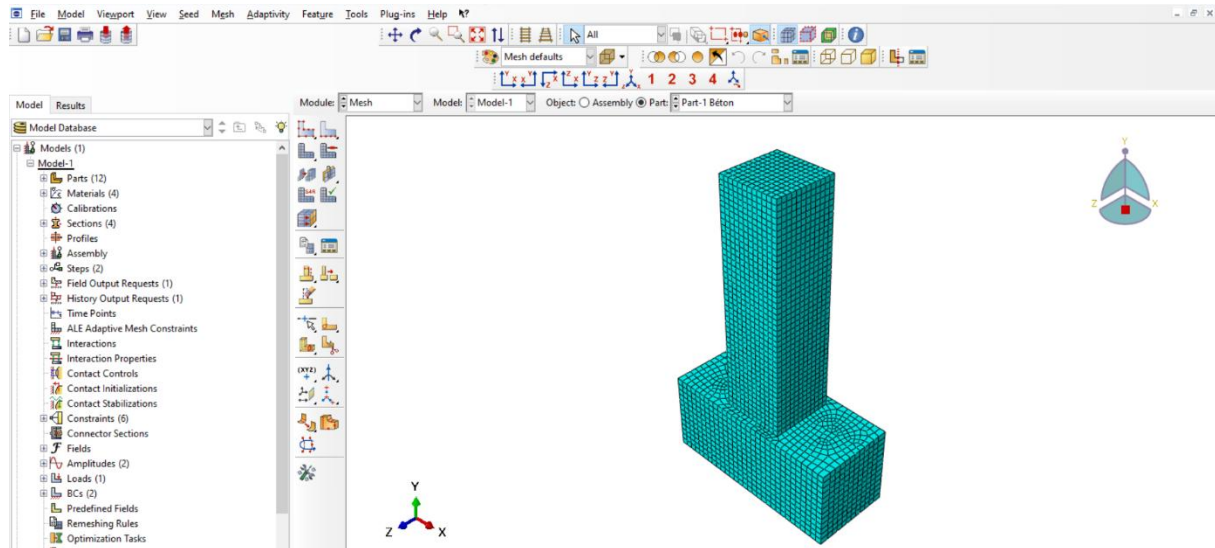 File Model Viewport View Seed Mesh Adaptivity Feature Tools Plug-ins Help
All
Mesh defaults
1 2 3 4
Model Results
Module: Mesh Model: Model-1 Object: Assembly Part: Part-1 Béton
Model Database
Models (1)
Model-1
Parts (12)
Materials (4)
Calibrations
Sections (4)
Profiles
Assembly
Steps (2)
Field Output Requests (1)
History Output Requests (1)
Time Points
ALE Adaptive Mesh Constraints
Interactions
Interaction Properties
Contact Controls
Contact Initializations
Contact Stabilizations
Constraints (6)
Connector Sections
Fields
Amplitudes (2)
Loads (1)
BCs (2)
Predefined Fields
Remeshing Rules
Optimization Tasks
(XYZ)
Y
Z X
Y
Z X